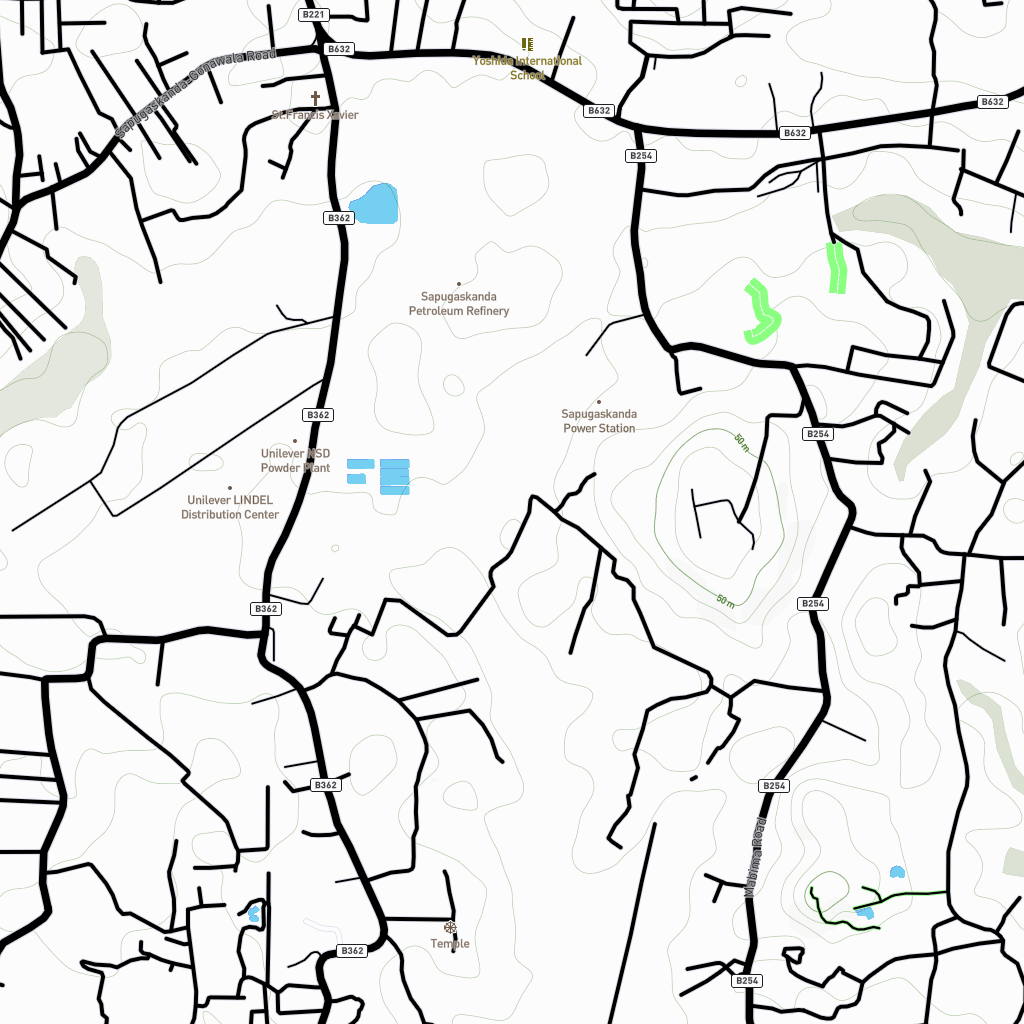 B221
B632
Yoshida International
School
Sapugaskanda-Gonawala Road
B632
St.Francis Xavier
B632
B632
B254
B362
Sapugaskanda
Petroleum Refinery
B362
Sapugaskanda
Power Station
50 m
B254
Unilever NSD
Powder Plant
Unilever LINDEL
Distribution Center
50 m
B254
B362
B362
B254
Mabima Road
Temple
B362
B254